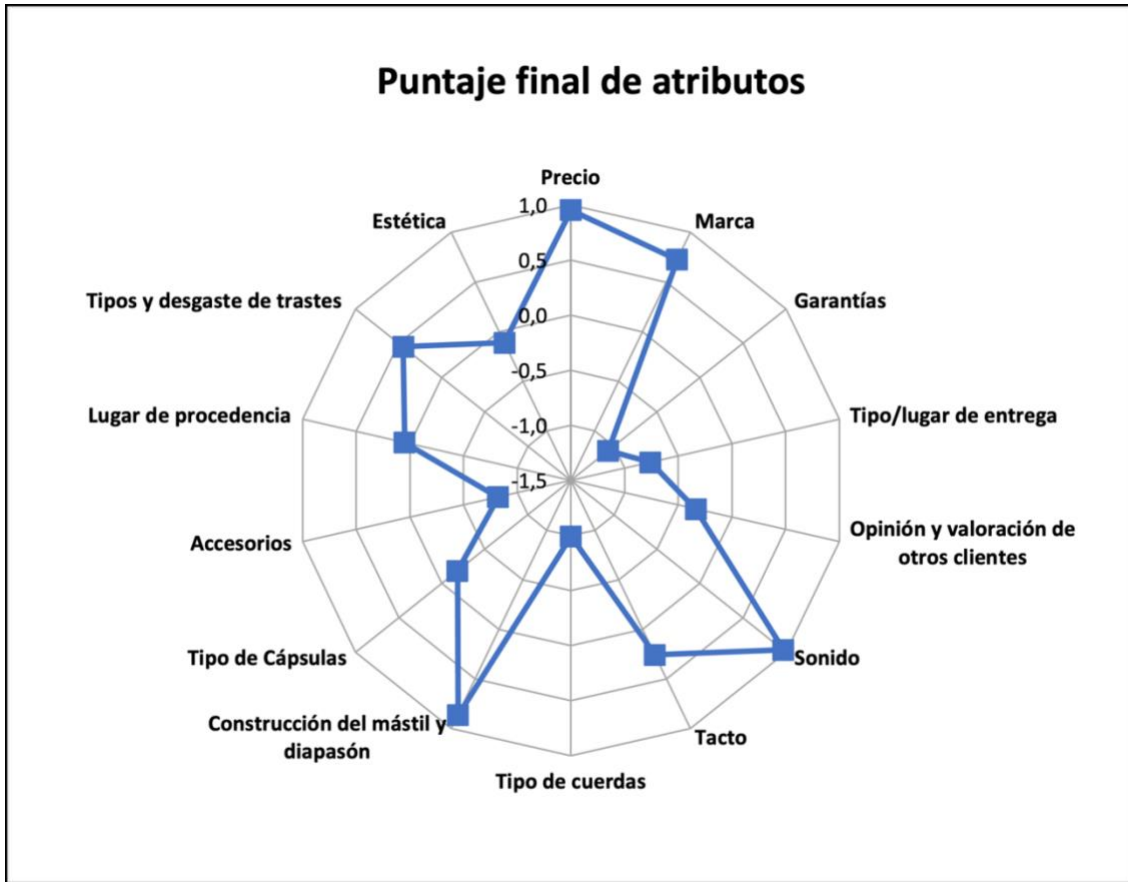 Puntaje final de atributos
Precio
Marca
Garantías
Tipo/lugar de entrega
Opinión y valoración de
otros clientes
Sonido
Tacto
Tipo de cuerdas
Construcción del mástil y
diapasón
Tipo de Cápsulas
Accesorios
Lugar de procedencia
Tipos y desgaste de trastes
Estética
1,0
0,5
0,0
-0,5
-1,0
-1,5